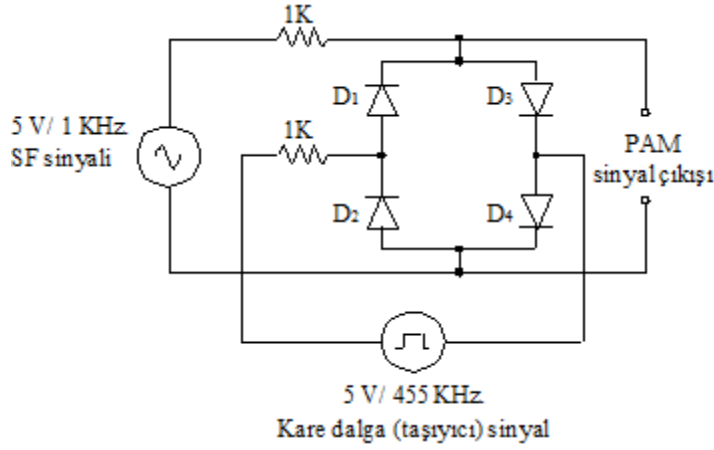 1K
D1
D3
5 V/ 1 KHz
SF sinyali
1K
PAM
sinyal çıkışı
D2
D4
5 V/ 455 KHz
Kare dalga (taşıyıcı) sinyal